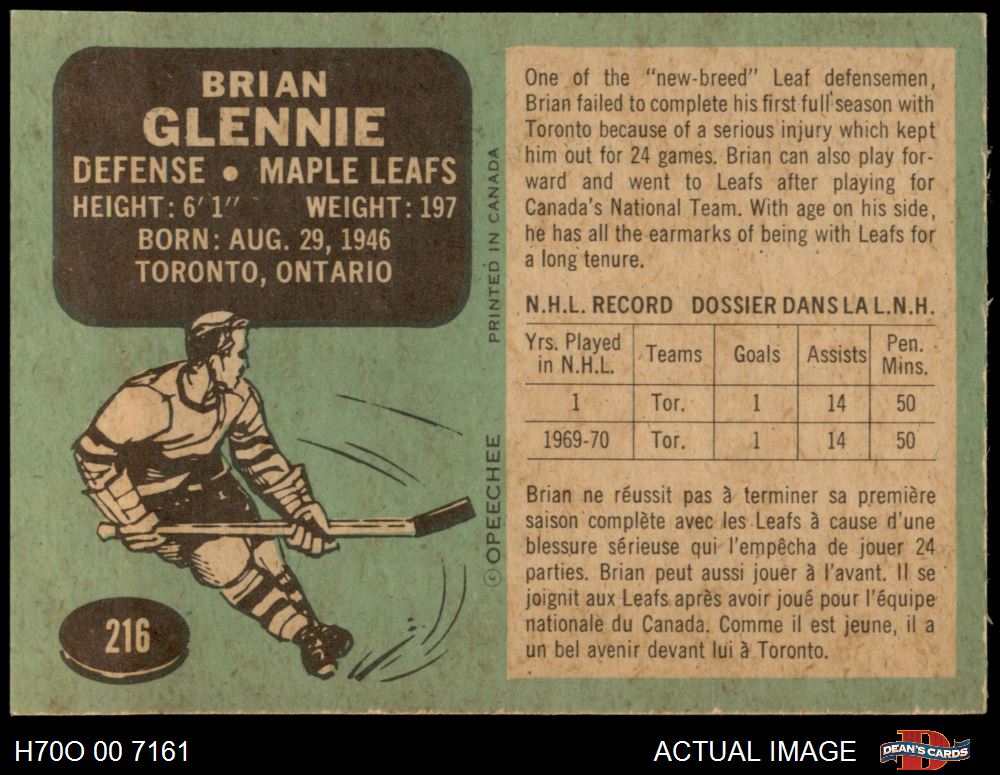 BRIAN
GLENNIE
DEFENSE • MAPLE LEAFS
HEIGHT: 6' 1" WEIGHT: 197
BORN: AUG. 29, 1946
TORONTO, ONTARIO
216
PRINTED IN CANADA
©OPEECHEE
One of the "new-breed" Leaf defensemen,
Brian failed to complete his first full season with
Toronto because of a serious injury which kept
him out for 24 games. Brian can also play for-
ward and went to Leafs after playing for
Canada's National Team. With age on his side,
he has all the earmarks of being with Leafs for
a long tenure.
N.H.L. RECORD DOSSIER DANS LA L.N.H.
Yrs. Played in N.H.L. Teams Goals Assists Pen. Mins.
1 Tor. 1 14 50
1969-70 Tor. 1 14 50
Brian ne réussit pas à terminer sa première
saison complète avec les Leafs à cause d'une
blessure sérieuse qui l'empêcha de jouer 24
parties. Brian peut aussi jouer à l'avant. Il se
joignit aux Leafs après avoir joué pour l'équipe
nationale du Canada. Comme il est jeune, il a
un bel avenir devant lui à Toronto.
H70O 00 7161 ACTUAL IMAGE DEAN'S CARDS